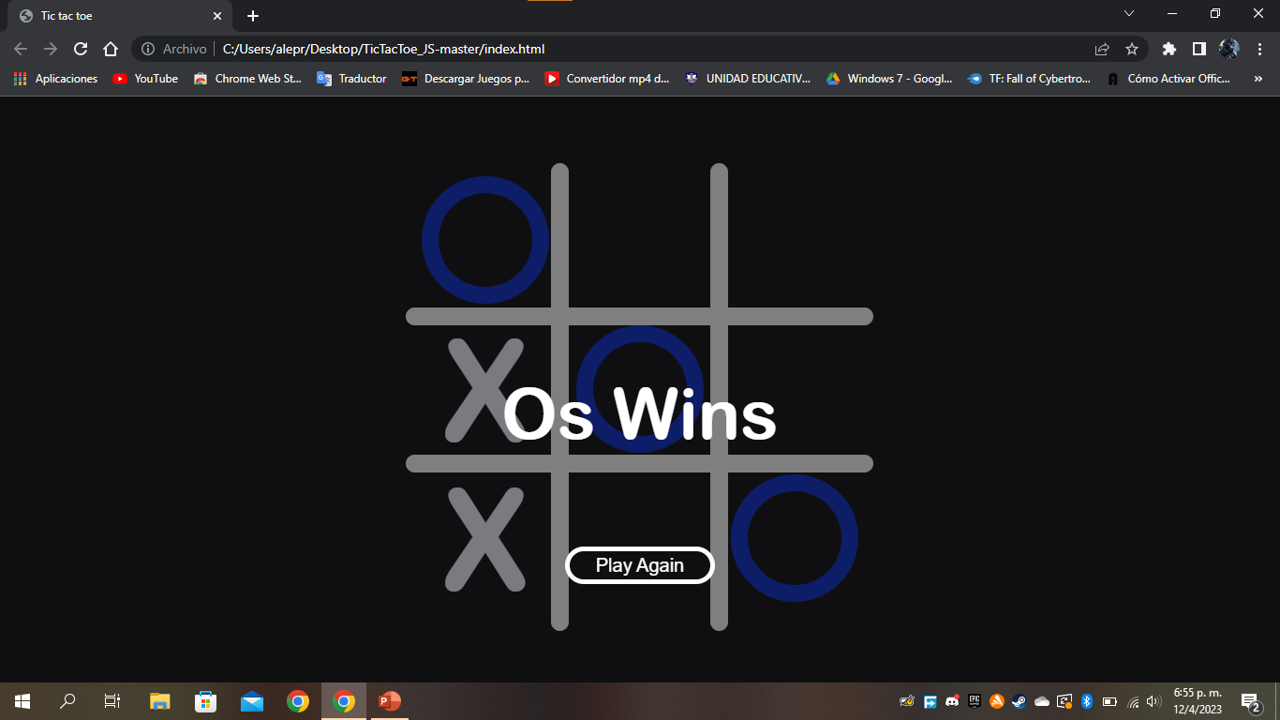 Tic tac toe
Archivo C:/Users/alepr/Desktop/TicTacToe_JS-master/index.html
Aplicaciones YouTube Chrome Web St... Traductor Descargar Juegos p... Convertidor mp4 d... UNIDAD EDUCATIV... Windows 7 - Googl... TF: Fall of Cybertro... Cómo Activar Offic... »
O
X O
Os Wins
X O
Play Again
6:55 p. m.
12/4/2023
2